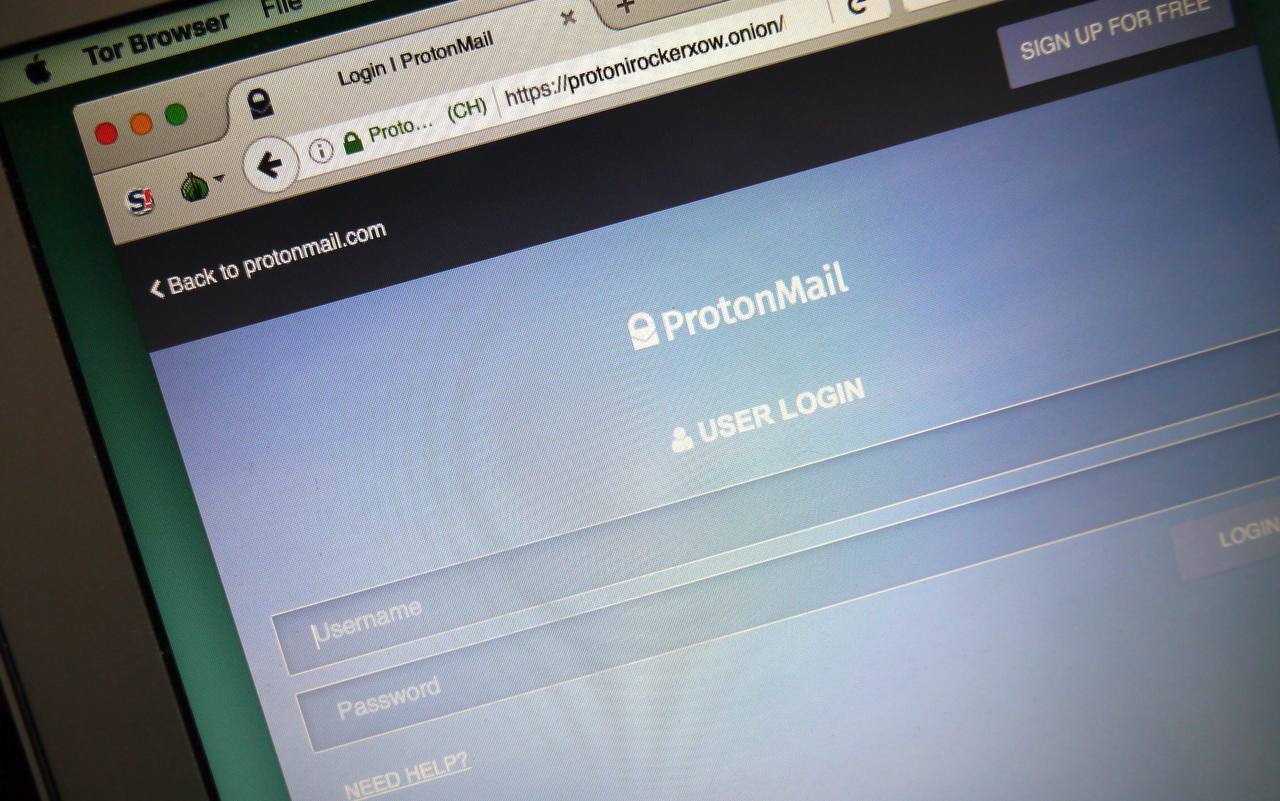 Tor Browser File
Login | ProtonMail
Proto... (CH) https://protonirockerxow.onion/
S!
SIGN UP FOR FREE
Back to protonmail.com
ProtonMail
USER LOGIN
Username
Password
LOGIN
NEED HELP?